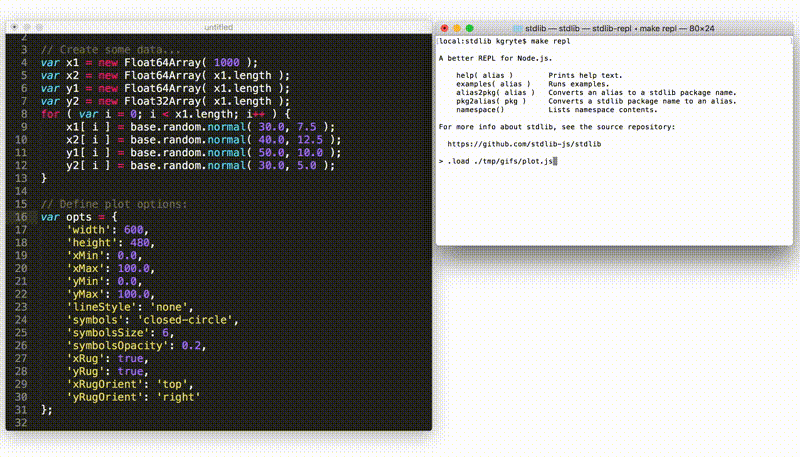 untitled
2
3 // Create some data...
4 var x1 = new Float64Array( 1000 );
5 var x2 = new Float64Array( x1.length );
6 var y1 = new Float64Array( x1.length );
7 var y2 = new Float32Array( x1.length );
8 for ( var i = 0; i < x1.length; i++ ) {
9 x1[ i ] = base.random.normal( 30.0, 7.5 );
10 x2[ i ] = base.random.normal( 40.0, 12.5 );
11 y1[ i ] = base.random.normal( 50.0, 10.0 );
12 y2[ i ] = base.random.normal( 30.0, 5.0 );
13 }
14
15 // Define plot options:
16 var opts = {
17 'width': 600,
18 'height': 480,
19 'xMin': 0.0,
20 'xMax': 100.0,
21 'yMin': 0.0,
22 'yMax': 100.0,
23 'lineStyle': 'none',
24 'symbols': 'closed-circle',
25 'symbolsSize': 6,
26 'symbolsOpacity': 0.2,
27 'xRug': true,
28 'yRug': true,
29 'xRugOrient': 'top',
30 'yRugOrient': 'right'
31 };
32
stdlib — stdlib — stdlib-repl • make repl — 80×24
local:stdlib kgryte$ make repl
A better REPL for Node.js.
help( alias ) Prints help text.
examples( alias ) Runs examples.
alias2pkg( alias ) Converts an alias to a stdlib package name.
pkg2alias( pkg ) Converts a stdlib package name to an alias.
namespace() Lists namespace contents.
For more info about stdlib, see the source repository:
https://github.com/stdlib-js/stdlib
> .load ./tmp/gifs/plot.js